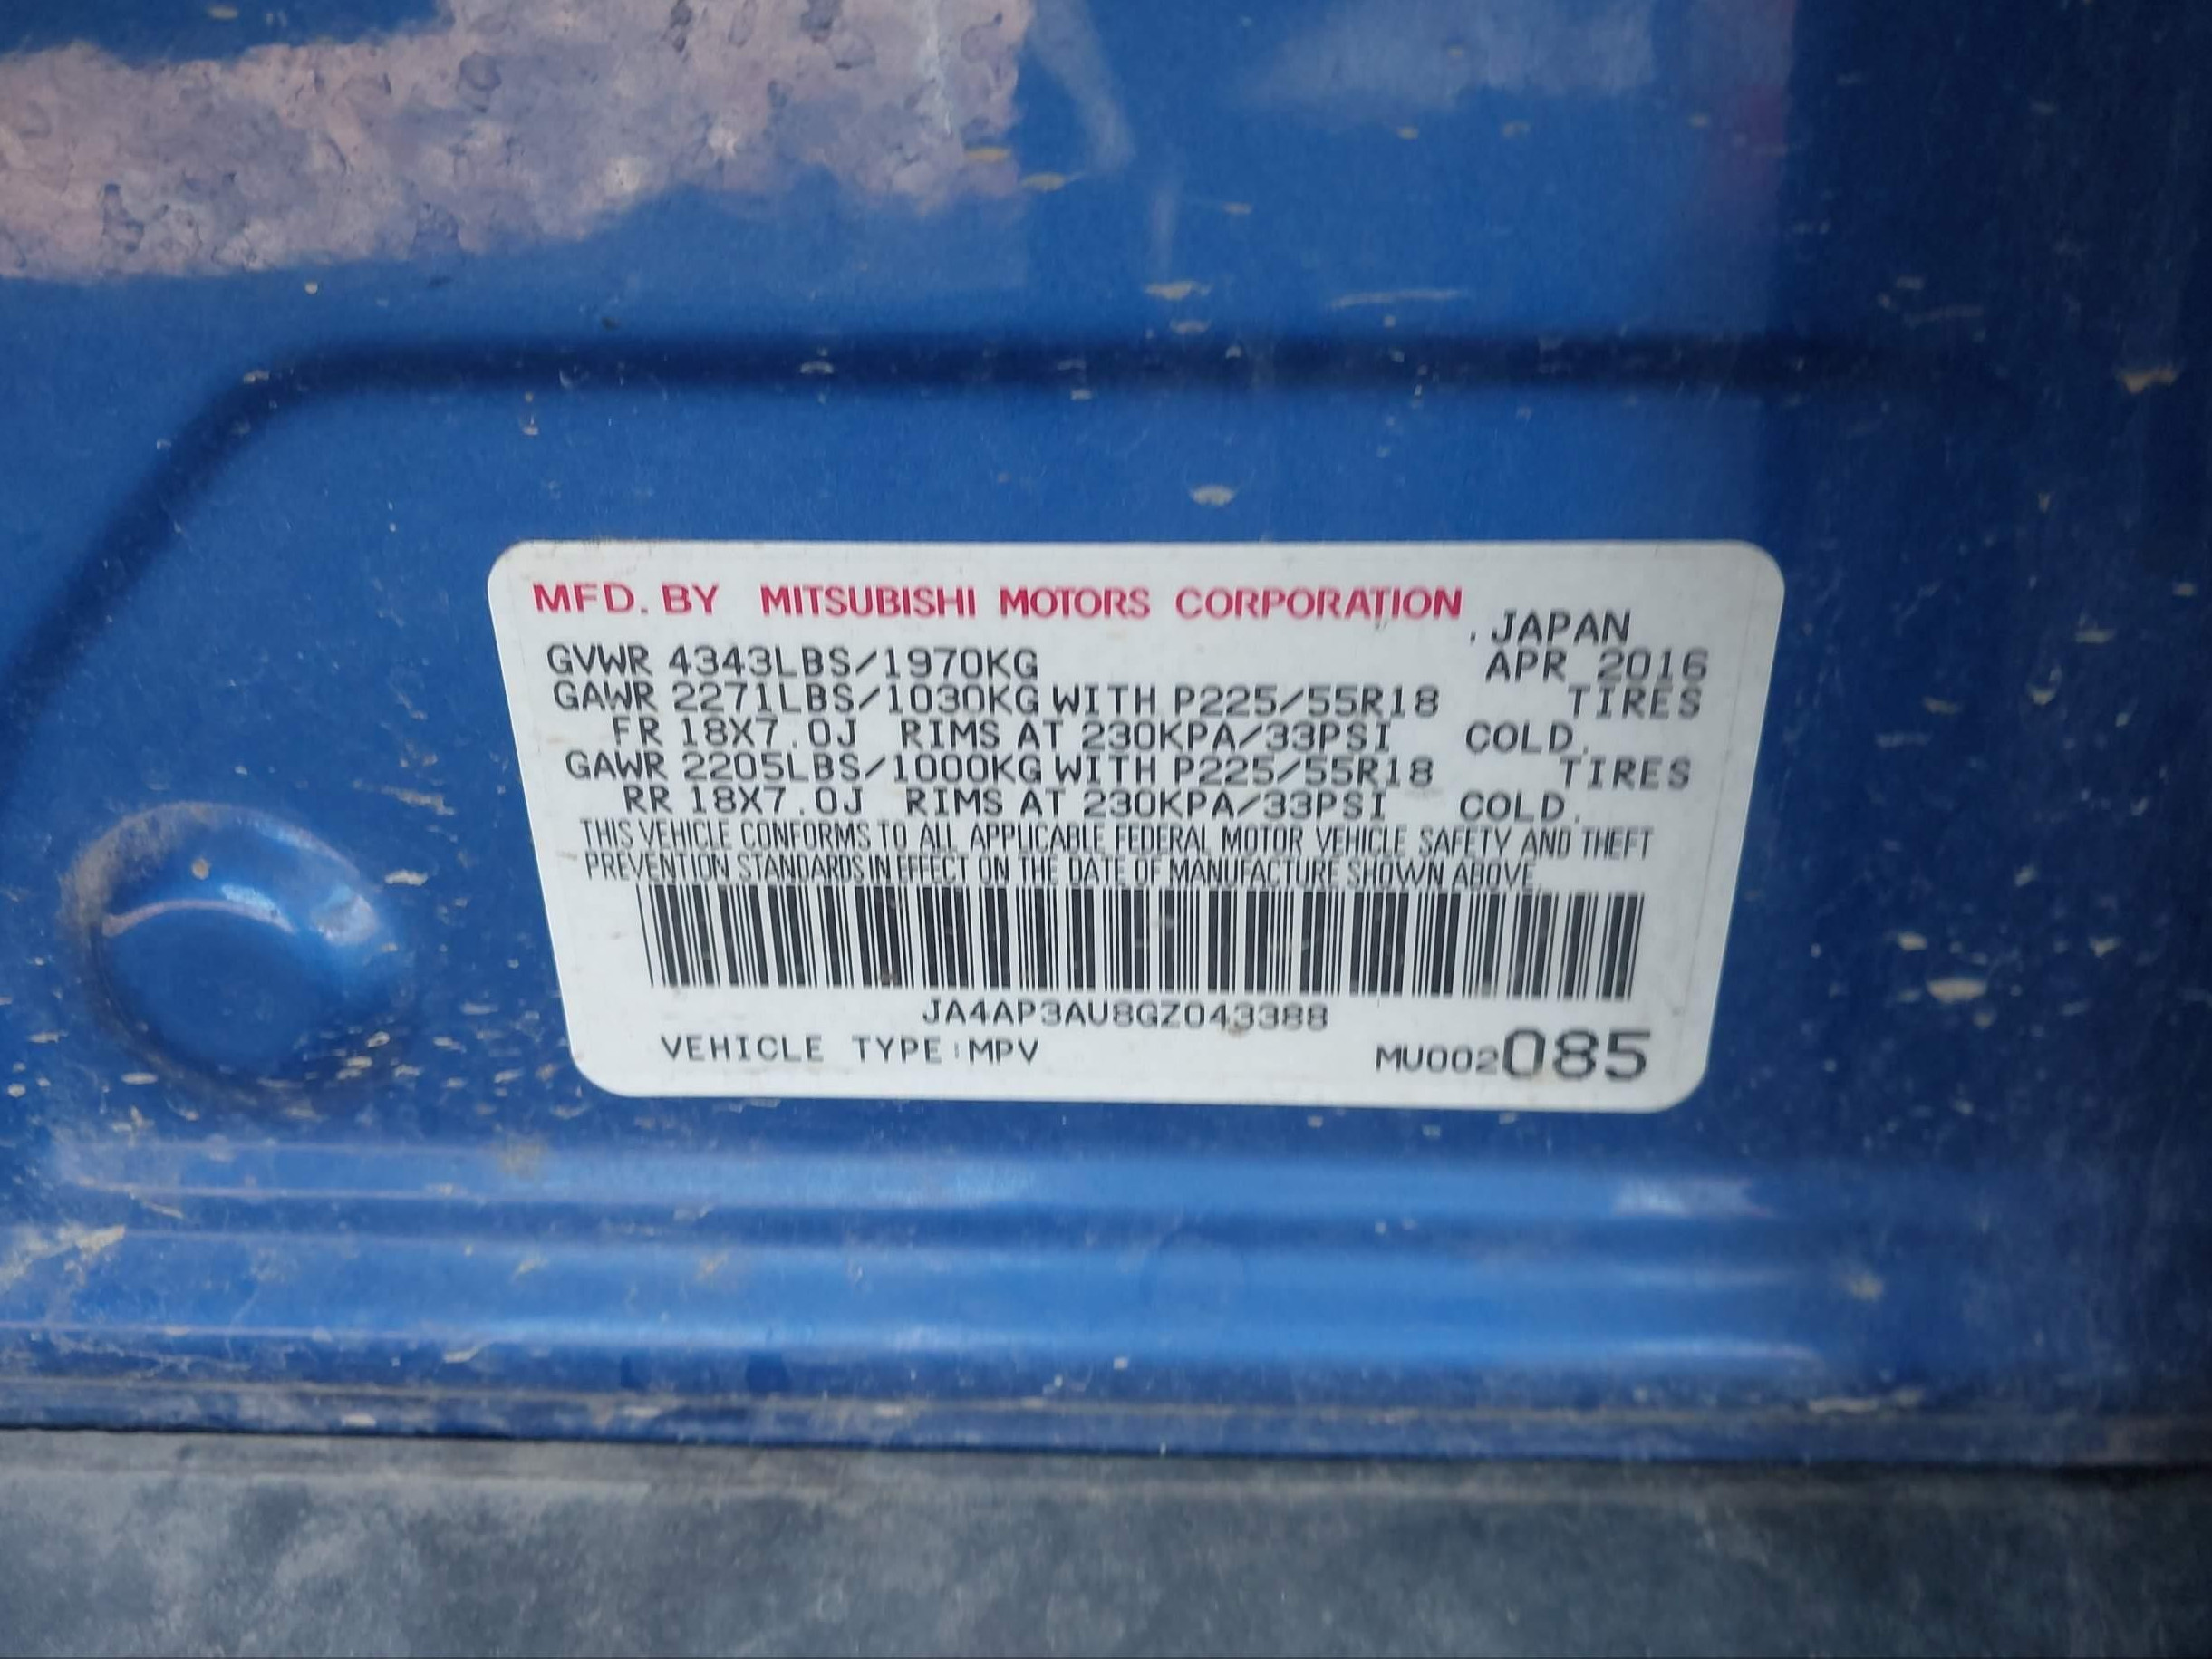 MFD. BY MITSUBISHI MOTORS CORPORATION , JAPAN
GVWR 4343LBS/1970KG APR 2016
GAWR 2271LBS/1030KG WITH P225/55R18 TIRES
FR 18X7.0J RIMS AT 230KPA/33PSI COLD.
GAWR 2205LBS/1000KG WITH P225/55R18 TIRES
RR 18X7.0J RIMS AT 230KPA/33PSI COLD.
THIS VEHICLE CONFORMS TO ALL APPLICABLE FEDERAL MOTOR VEHICLE SAFETY AND THEFT
PREVENTION STANDARDS IN EFFECT ON THE DATE OF MANUFACTURE SHOWN ABOVE.
JA4AP3AU8GZ043388
VEHICLE TYPE:MPV MU002085